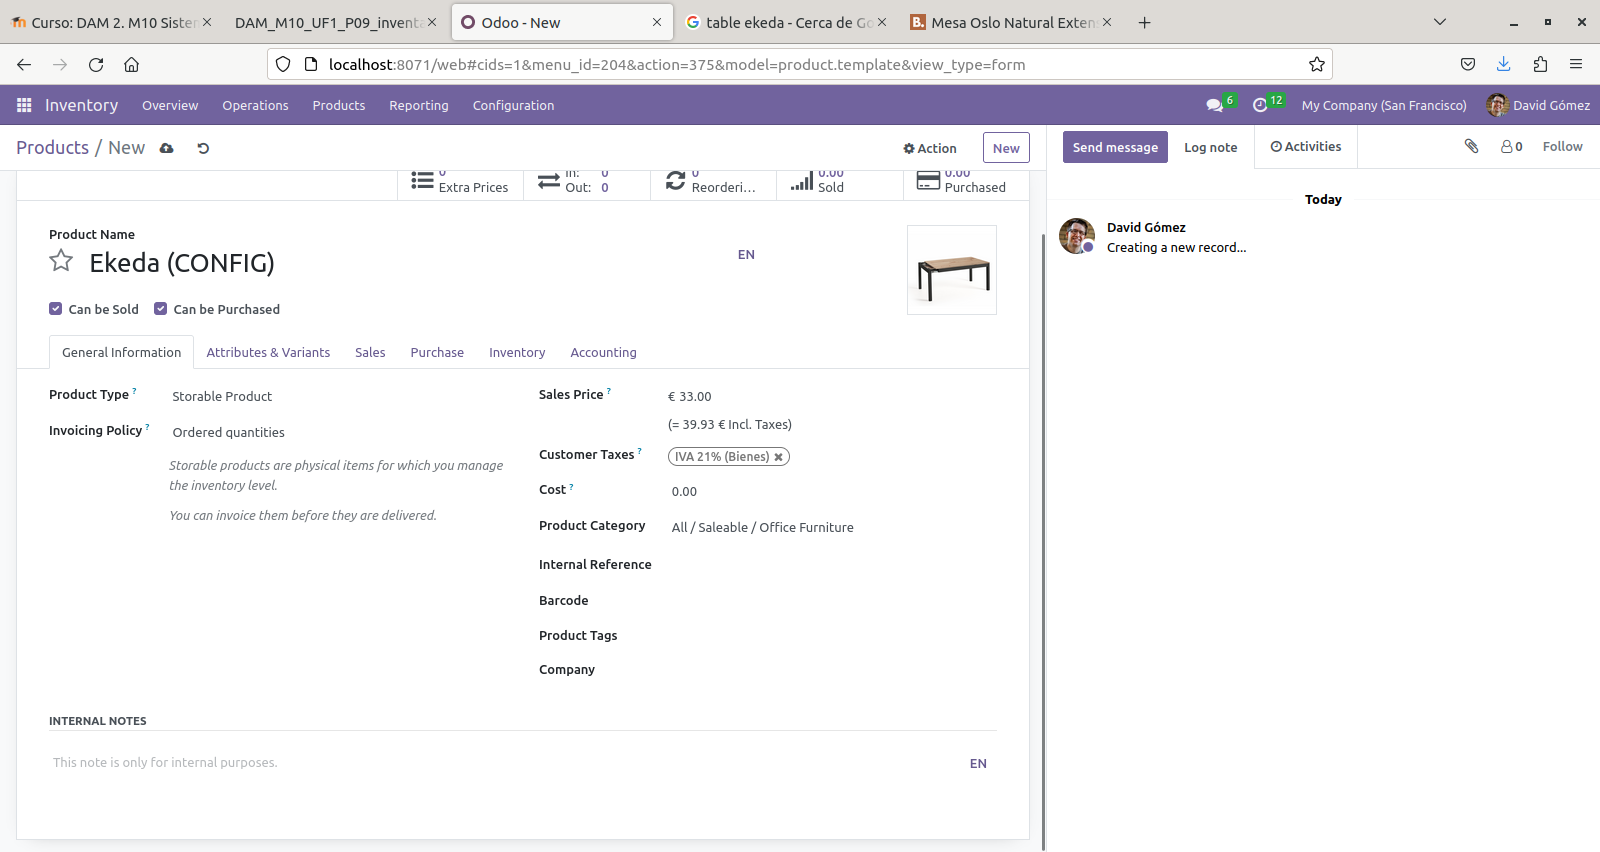 Curso: DAM 2. M10 Sister
DAM_M10_UF1_P09_inventa
Odoo - New
table ekeda - Cerca de Go
Mesa Oslo Natural Exten
localhost:8071/web#cids=1&menu_id=204&action=375&model=product.template&view_type=form
Inventory Overview Operations Products Reporting Configuration 6 12 My Company (San Francisco) David Gómez
Products / New
Action
New
Send message Log note Activities 0 Follow
0
Extra Prices
In: 0
Out: 0
0
Reorderi...
0.00
Sold
0.00
Purchased
Today
David Gómez
Creating a new record...
Product Name
Ekeda (CONFIG)
EN
Can be Sold Can be Purchased
General Information Attributes & Variants Sales Purchase Inventory Accounting
Product Type ? Storable Product
Invoicing Policy ? Ordered quantities
Storable products are physical items for which you manage
the inventory level.
You can invoice them before they are delivered.
Sales Price ? € 33.00
(= 39.93 € Incl. Taxes)
Customer Taxes ? IVA 21% (Bienes)
Cost ? 0.00
Product Category All / Saleable / Office Furniture
Internal Reference
Barcode
Product Tags
Company
INTERNAL NOTES
This note is only for internal purposes.
EN